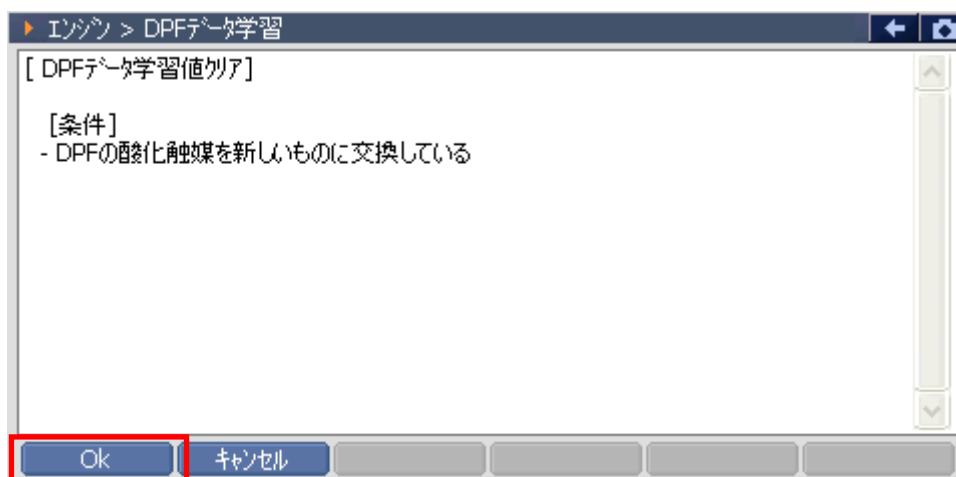 エンジン > DPFデータ学習
[ DPFデータ学習値クリア]
[条件]
- DPFの酸化触媒を新しいものに交換している
Ok キャンセル